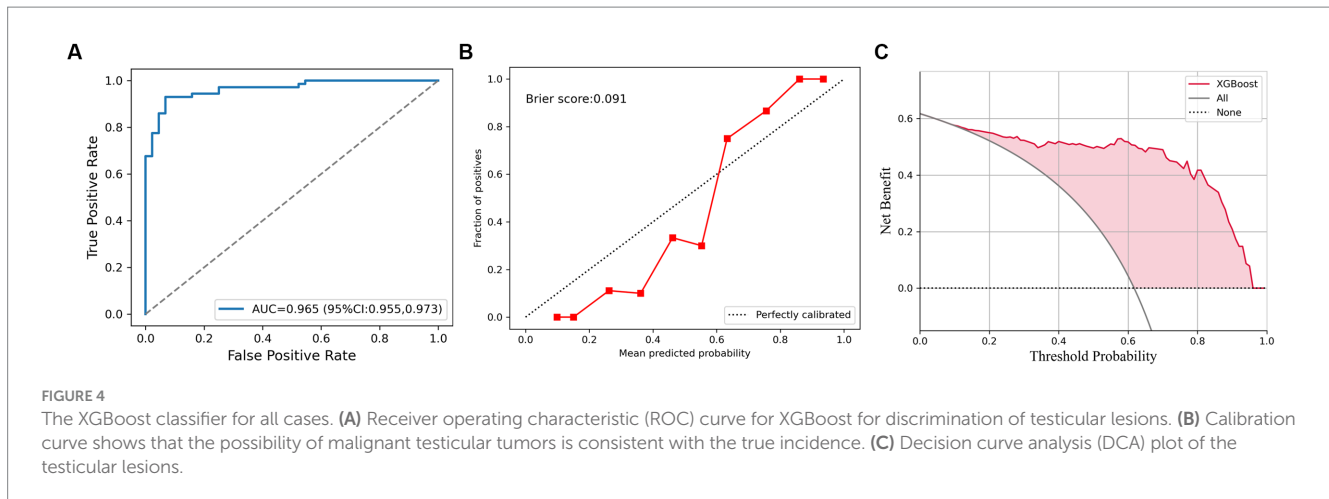 A
True Positive Rate
1.0
0.8
0.6
0.4
0.2
0.0
AUC=0.965 (95%CI:0.955,0.973)
0.0 0.2 0.4 0.6 0.8 1.0
False Positive Rate
B
Fraction of positives
1.0
0.8
0.6
0.4
0.2
0.0
Brier score:0.091
Perfectly calibrated
0.0 0.2 0.4 0.6 0.8 1.0
Mean predicted probability
C
Net Benefit
0.6
0.4
0.2
0.0
XGBoost
All
None
0.0 0.2 0.4 0.6 0.8 1.0
Threshold Probability
FIGURE 4
The XGBoost classifier for all cases. (A) Receiver operating characteristic (ROC) curve for XGBoost for discrimination of testicular lesions. (B) Calibration
curve shows that the possibility of malignant testicular tumors is consistent with the true incidence. (C) Decision curve analysis (DCA) plot of the
testicular lesions.